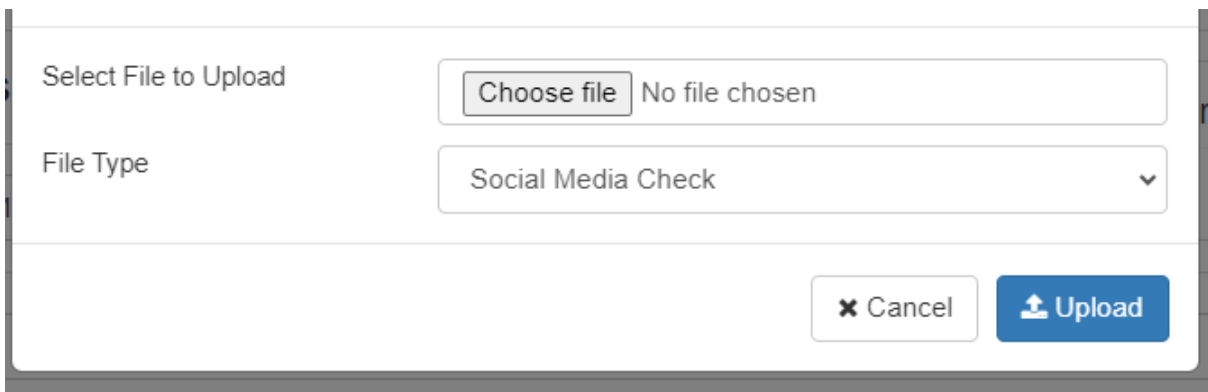 Select File to Upload
Choose file No file chosen
File Type
Social Media Check
Cancel
Upload